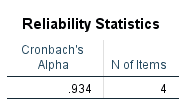 Reliability Statistics
Cronbach's
Alpha N of Items
.934 4